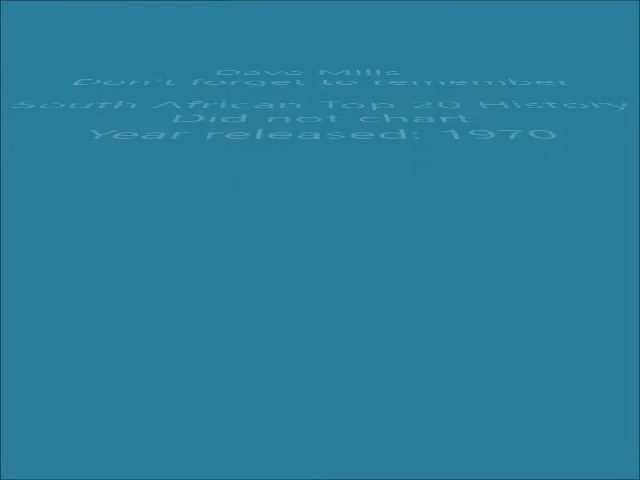 Dave Mills
Don't forget to remember
South African Top 20 History
Did not chart
Year released: 1970